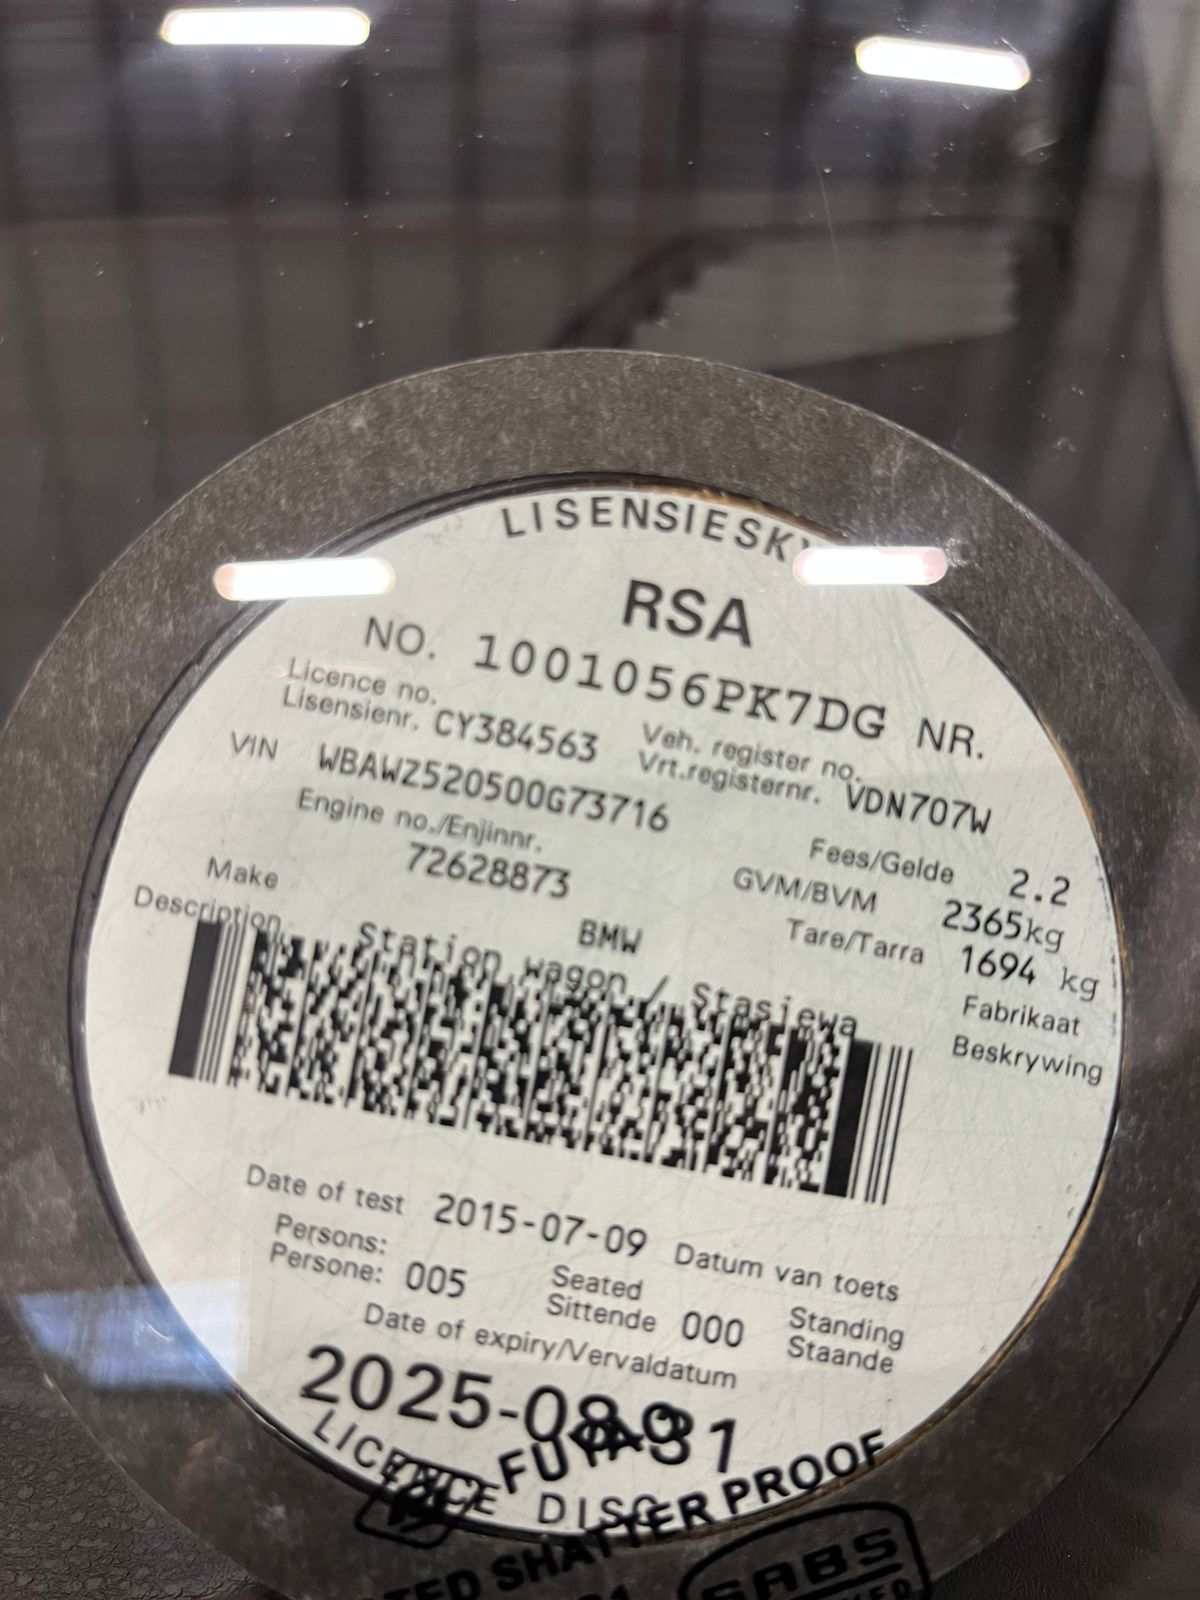 LISENSIESK
RSA
NO. 1001056PK7DG NR.
Licence no.
Lisensienr. CY384563
Veh. register no.
Vrt.registernr. VDN707W
VIN WBAWZ520500G73716
Engine no./Enjinnr.
72628873
Fees/Gelde 2.2
GVM/BVM 2365kg
Tare/Tarra 1694 kg
Make BMW Fabrikaat
Description Station wagon / Stasiewa Beskrywing
Date of test 2015-07-09 Datum van toets
Persons:
Persone: 005
Seated
Sittende 000
Standing
Staande
Date of expiry/Vervaldatum
2025-08-31
LICENCE DISC
SHATTER PROOF
SABS